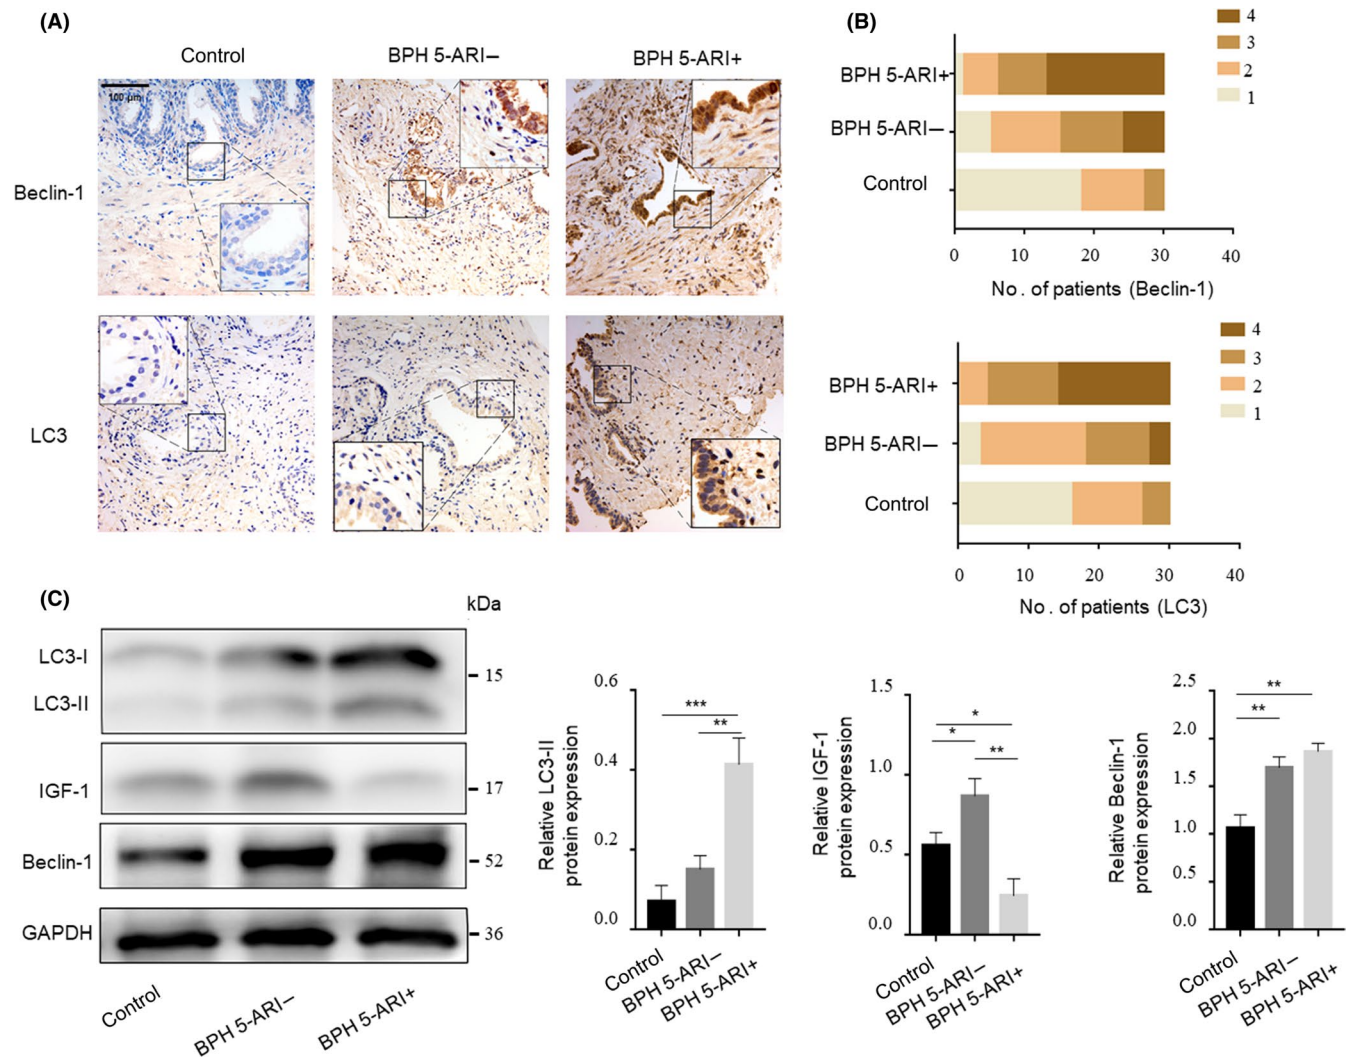 (A)
Control
BPH 5-ARI–
BPH 5-ARI+
100 μm
Beclin-1
LC3
(B)
4
3
2
1
BPH 5-ARI+
BPH 5-ARI–
Control
0 10 20 30 40
No. of patients (Beclin-1)
4
3
2
1
BPH 5-ARI+
BPH 5-ARI–
Control
0 10 20 30 40
No. of patients (LC3)
(C)
kDa
LC3-I
15
LC3-II
IGF-1
17
Beclin-1
52
GAPDH
36
Control
BPH 5-ARI–
BPH 5-ARI+
Relative LC3-II
protein expression
0.6
0.4
0.2
0.0
***
**
Control
BPH 5-ARI–
BPH 5-ARI+
Relative IGF-1
protein expression
1.5
1.0
0.5
0.0
*
*
**
Control
BPH 5-ARI–
BPH 5-ARI+
Relative Beclin-1
protein expression
2.5
2.0
1.5
1.0
0.0
**
**
Control
BPH 5-ARI–
BPH 5-ARI+